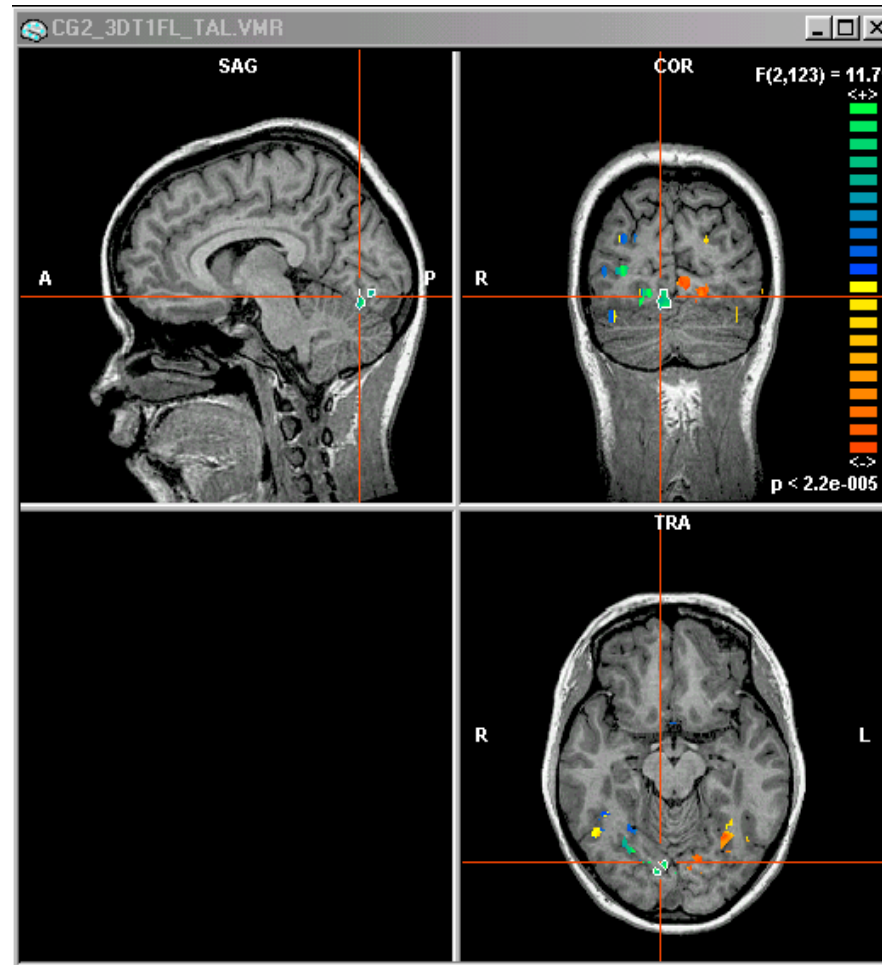 CG2_3DT1FL_TAL.VMR
SAG
A
P
COR
R
F(2,123) = 11.7
<+>
<->
p < 2.2e-005
TRA
R
L